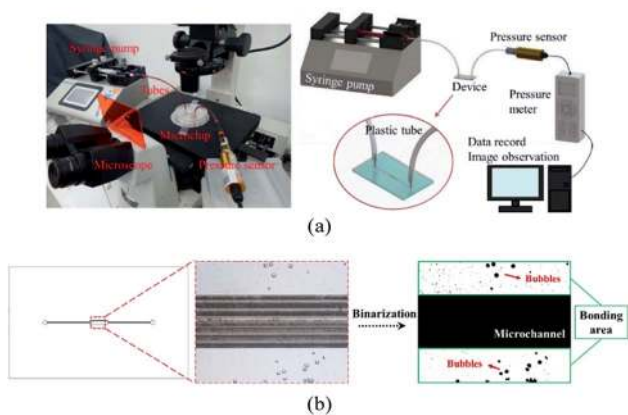 Syringe pump
Tubes
Microchip
Microscope
Pressure sensor
Syringe pump
Pressure sensor
Device
Pressure
meter
Plastic tube
Data record
Image observation
(a)
Binarization
Bubbles
Microchannel
Bubbles
Bonding
area
(b)